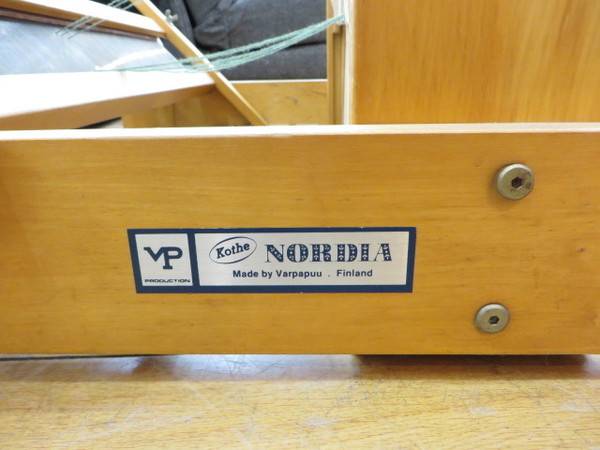 VP
PRODUCTION
Kothe NORDIA
Made by Varpapuu . Finland